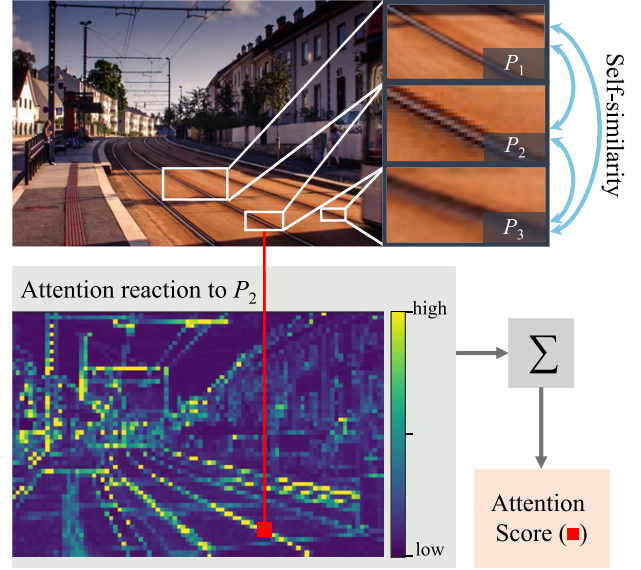 P1
P2
P3
Self-similarity
Attention reaction to P2
high
low
∑
Attention
Score (■)